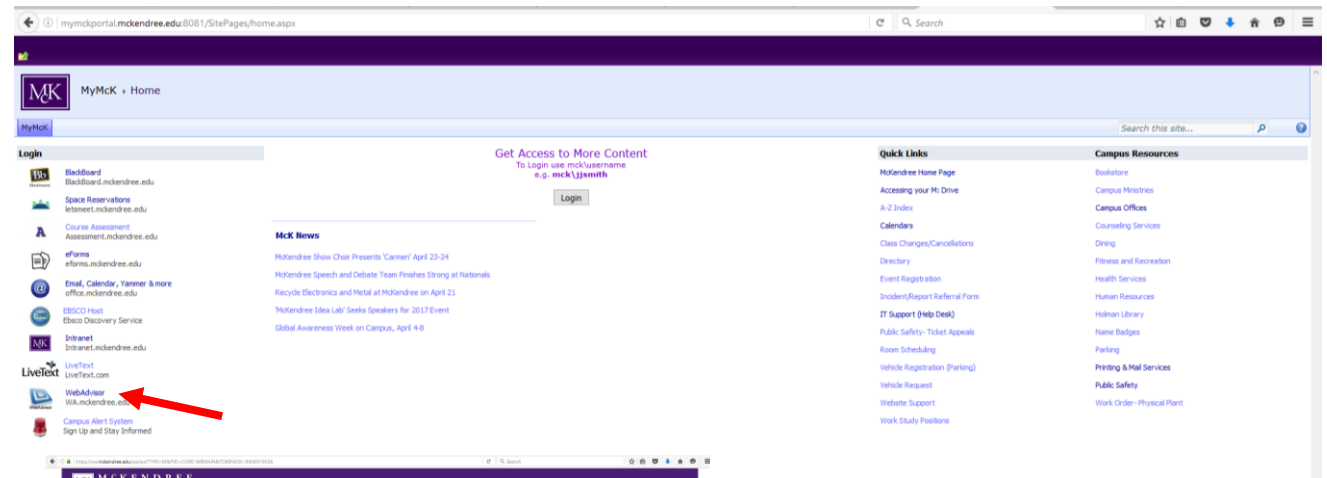 mymckportal.mckendree.edu:8081/SitePages/home.aspx
Search
MK
MyMcK › Home
MyMcK
Search this site...
Login
Bb
BlackBoard
BlackBoard.mckendree.edu
Space Reservations
letsmeet.mckendree.edu
Course Assessment
Assessment.mckendree.edu
eForms
eforms.mckendree.edu
Email, Calendar, Yammer & more
office.mckendree.edu
EBSCO Host
Ebsco Discovery Service
MK
Intranet
Intranet.mckendree.edu
LiveText
LiveText
LiveText.com
WebAdvisor
WA.mckendree.edu
Campus Alert System
Sign Up and Stay Informed
Get Access to More Content
To Login use mck\username
e.g. mck\jjsmith
Login
McK News
McKendree Show Choir Presents 'Carmen' April 23-24
McKendree Speech and Debate Team Finishes Strong at Nationals
Recycle Electronics and Metal at McKendree on April 21
'McKendree Idea Lab' Seeks Speakers for 2017 Event
Global Awareness Week on Campus, April 4-8
Quick Links
McKendree Home Page
Accessing your M: Drive
A-Z Index
Calendars
Class Changes/Cancellations
Directory
Event Registration
Incident/Report Referral Form
IT Support (Help Desk)
Public Safety- Ticket Appeals
Room Scheduling
Vehicle Registration (Parking)
Vehicle Request
Website Support
Work Study Positions
Campus Resources
Bookstore
Campus Ministries
Campus Offices
Counseling Services
Dining
Fitness and Recreation
Health Services
Human Resources
Holman Library
Name Badges
Parking
Printing & Mail Services
Public Safety
Work Order- Physical Plant
Search
MCKENDREE